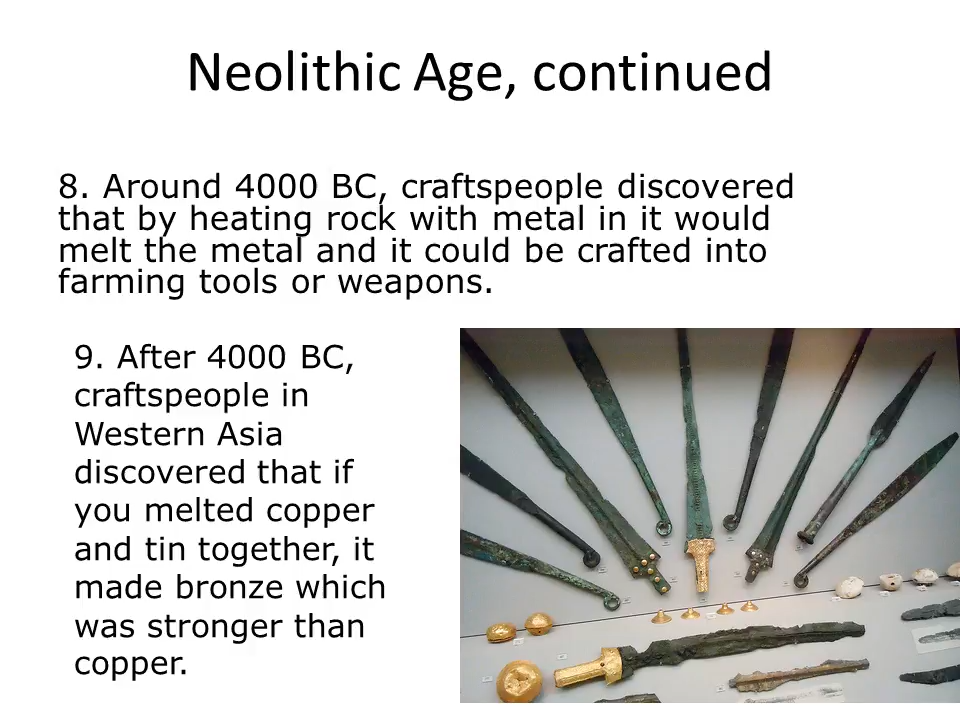 Neolithic Age, continued
8. Around 4000 BC, craftspeople discovered
that by heating rock with metal in it would
melt the metal and it could be crafted into
farming tools or weapons.
9. After 4000 BC,
craftspeople in
Western Asia
discovered that if
you melted copper
and tin together, it
made bronze which
was stronger than
copper.